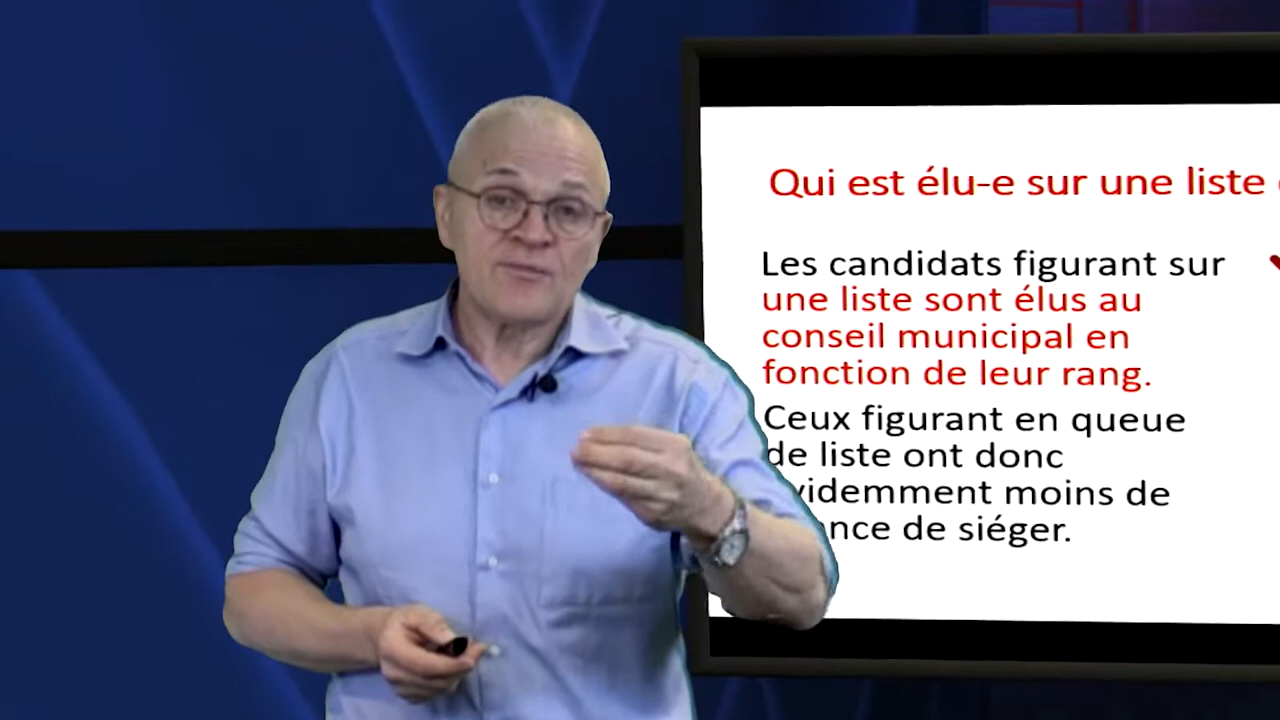 Qui est élu-e sur une liste
Les candidats figurant sur
une liste sont élus au
conseil municipal en
fonction de leur rang.
Ceux figurant en queue
de liste ont donc
moins de
de siéger.